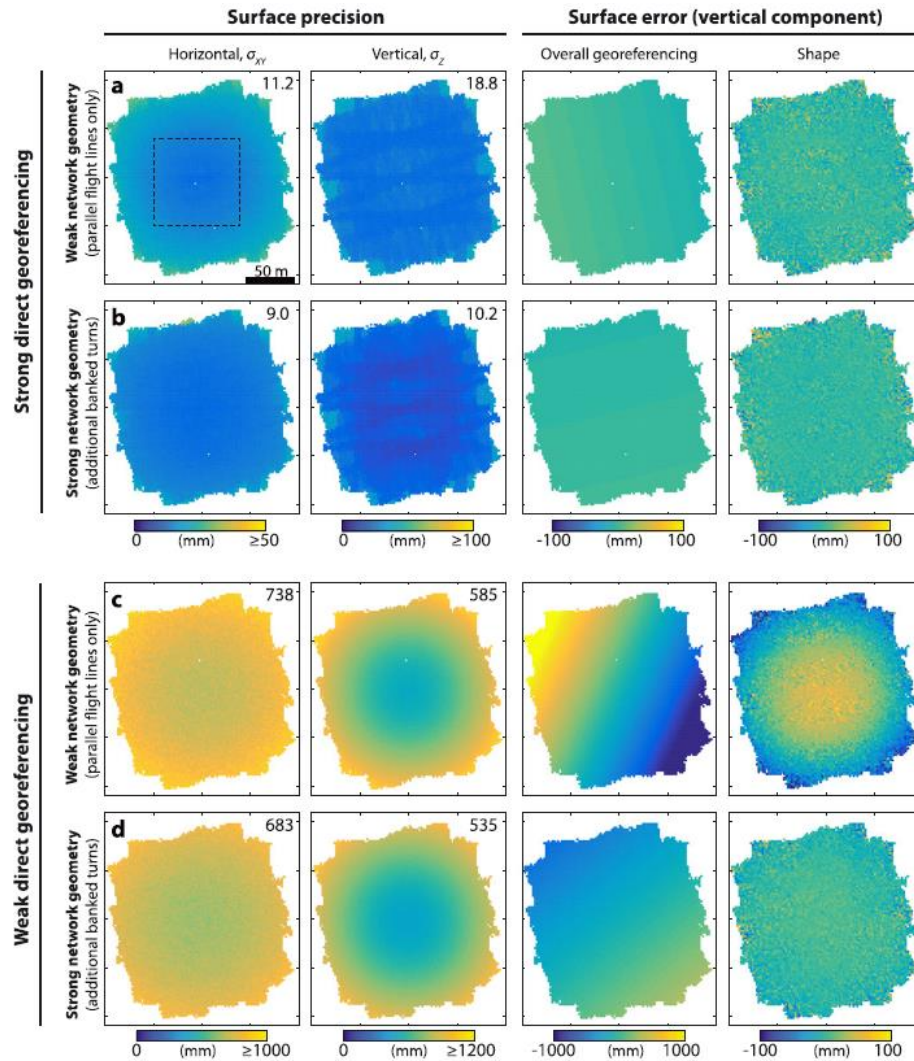 Surface precision
Surface error (vertical component)
Horizontal, σXY
Vertical, σZ
Overall georeferencing
Shape
Strong direct georeferencing
Weak network geometry
(parallel flight lines only)
a
11.2
50 m
18.8
Strong network geometry
(additional banked turns)
b
9.0
10.2
0 (mm) ≥50
0 (mm) ≥100
-100 (mm) 100
-100 (mm) 100
Weak direct georeferencing
Weak network geometry
(parallel flight lines only)
c
738
585
Strong network geometry
(additional banked turns)
d
683
535
0 (mm) ≥1000
0 (mm) ≥1200
-1000 (mm) 1000
-100 (mm) 100